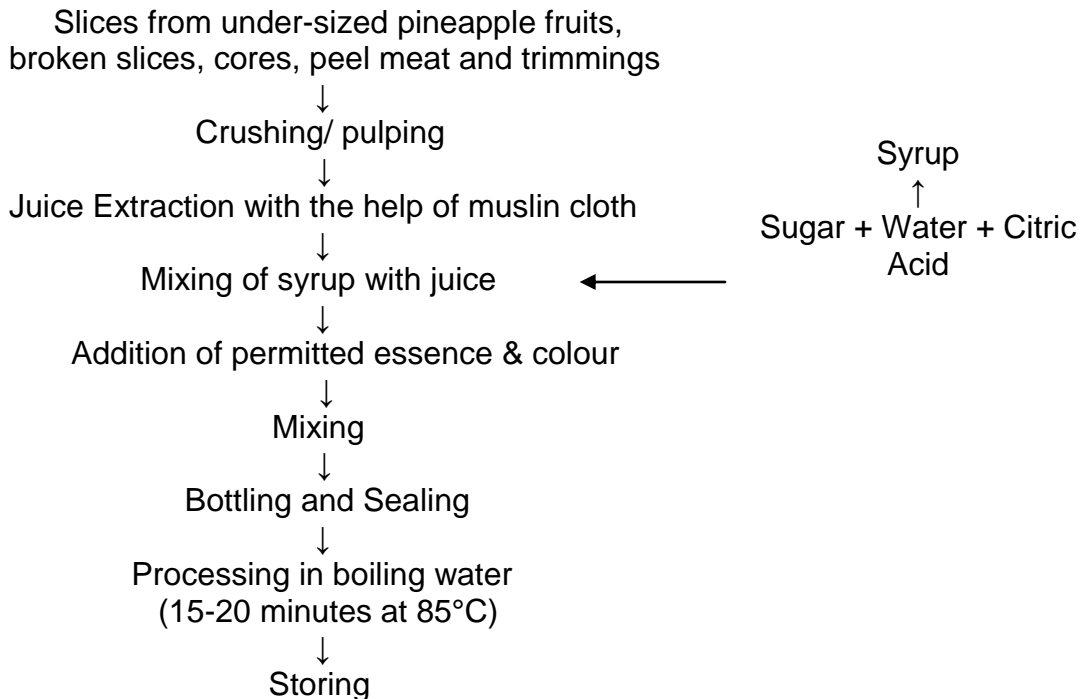 Slices from under-sized pineapple fruits,
broken slices, cores, peel meat and trimmings
↓
Crushing/ pulping
↓
Juice Extraction with the help of muslin cloth
↓
Mixing of syrup with juice
↓
Addition of permitted essence & colour
↓
Mixing
↓
Bottling and Sealing
↓
Processing in boiling water
(15-20 minutes at 85°C)
↓
Storing
Syrup
↑
Sugar + Water + Citric
Acid